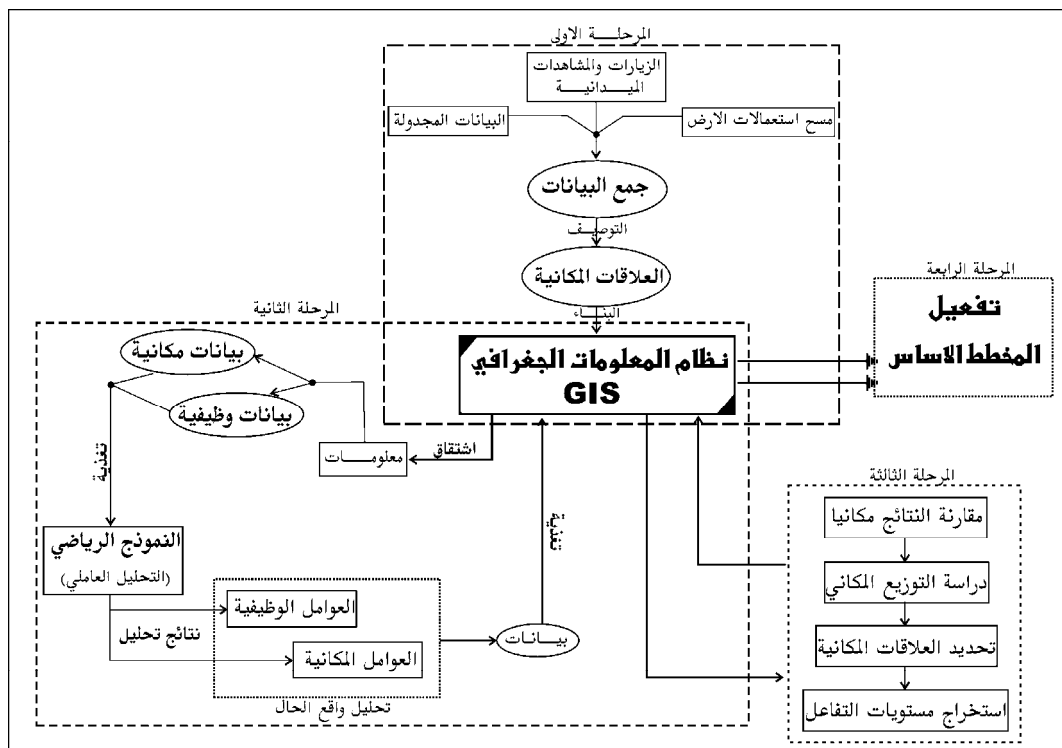 المرحلة الاولى
الزيارات والمشاهدات
الميدانية
البيانات المجدولة
مسح استعمالات الارض
جمع البيانات
التوصيف
العلاقات المكانية
البناء
نظام المعلومات الجغرافي
GIS
المرحلة الرابعة
تفعيل
المخطط الاساس
المرحلة الثانية
بيانات مكانية
بيانات وظيفية
معلومات
اشتقاق
تغذية
النموذج الرياضي
(التحليل العاملي)
نتائج تحليل
العوامل الوظيفية
العوامل المكانية
تحليل واقع الحال
بيانات
تغذية
المرحلة الثالثة
مقارنة النتائج مكانيا
دراسة التوزيع المكاني
تحديد العلاقات المكانية
استخراج مستويات التفاعل